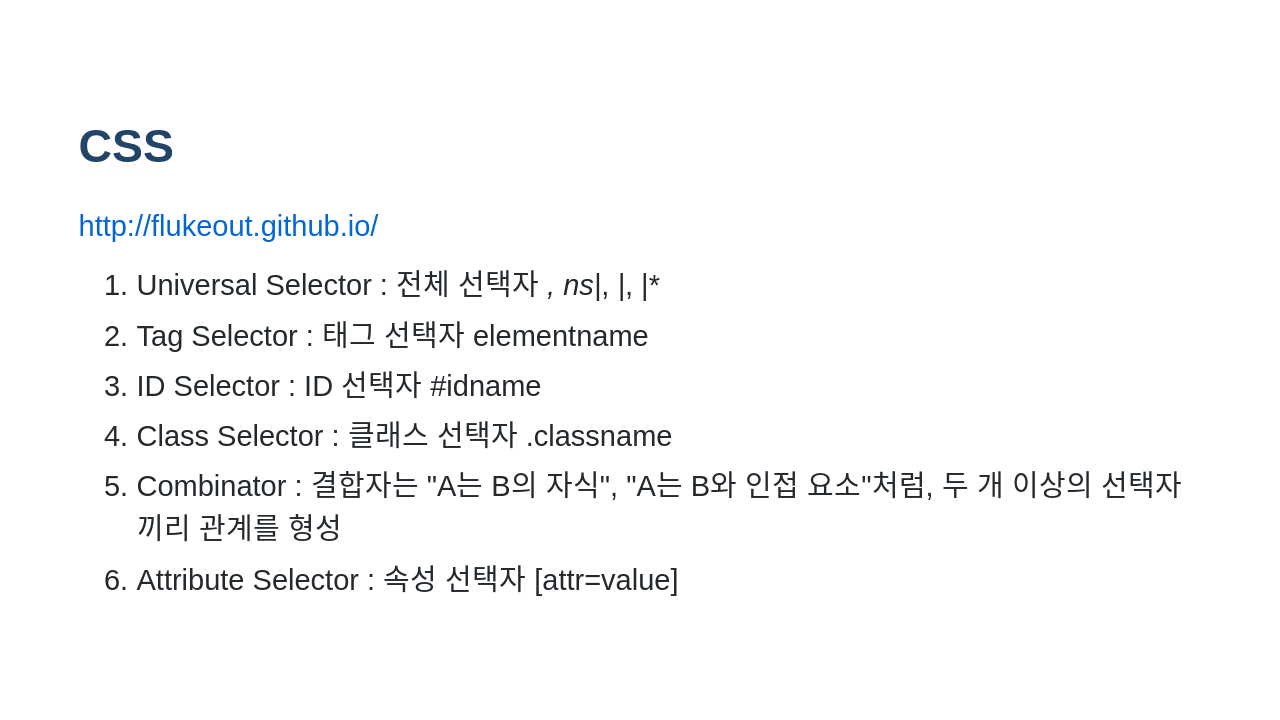 CSS
http://flukeout.github.io/
1. Universal Selector : 전체 선택자 , ns|, |, |*
2. Tag Selector : 태그 선택자 elementname
3. ID Selector : ID 선택자 #idname
4. Class Selector : 클래스 선택자 .classname
5. Combinator : 결합자는 "A는 B의 자식", "A는 B와 인접 요소"처럼, 두 개 이상의 선택자
끼리 관계를 형성
6. Attribute Selector : 속성 선택자 [attr=value]